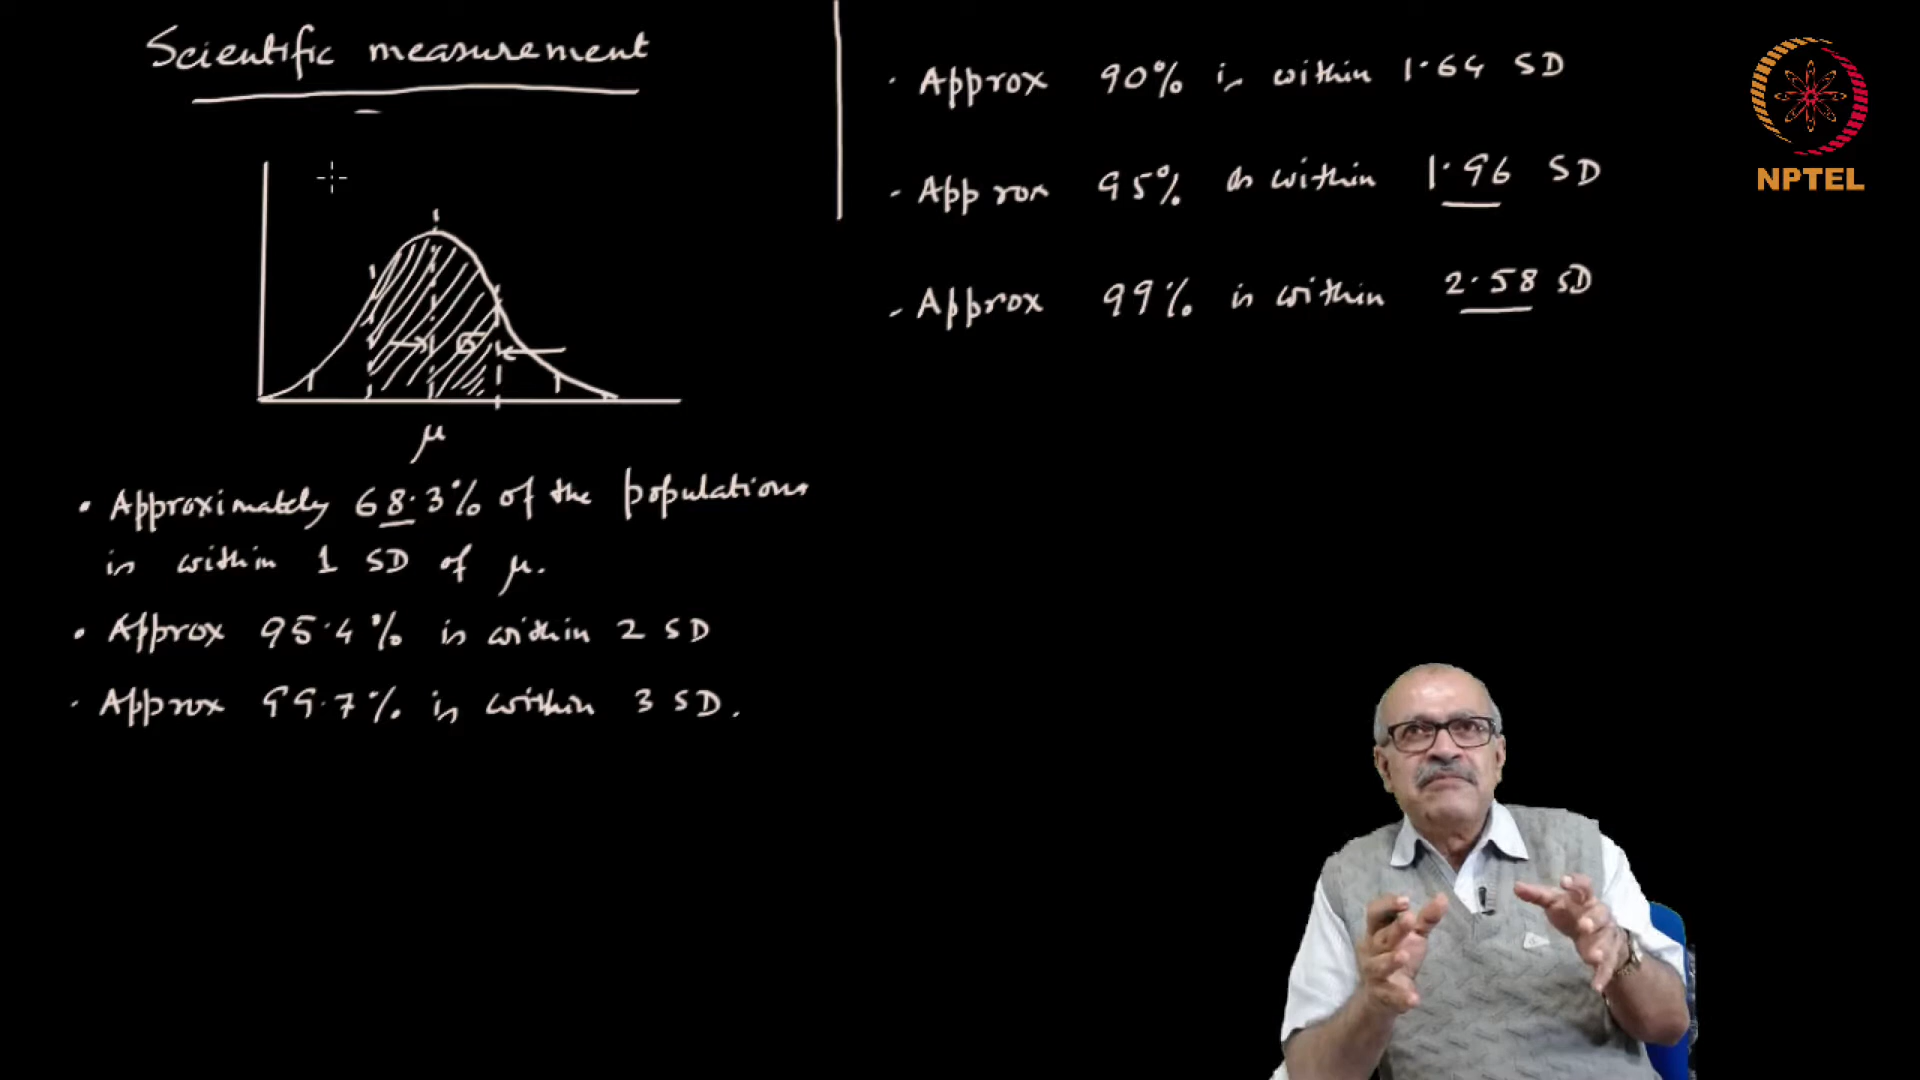 Scientific measurement
σ
μ
• Approximately 68.3% of the populations
is within 1 SD of μ.
• Approx 95.4% is within 2 SD
• Approx 99.7% is within 3 SD.
• Approx 90% is within 1.64 SD
- Approx 95% is within 1.96 SD
- Approx 99% is within 2.58 SD
NPTEL